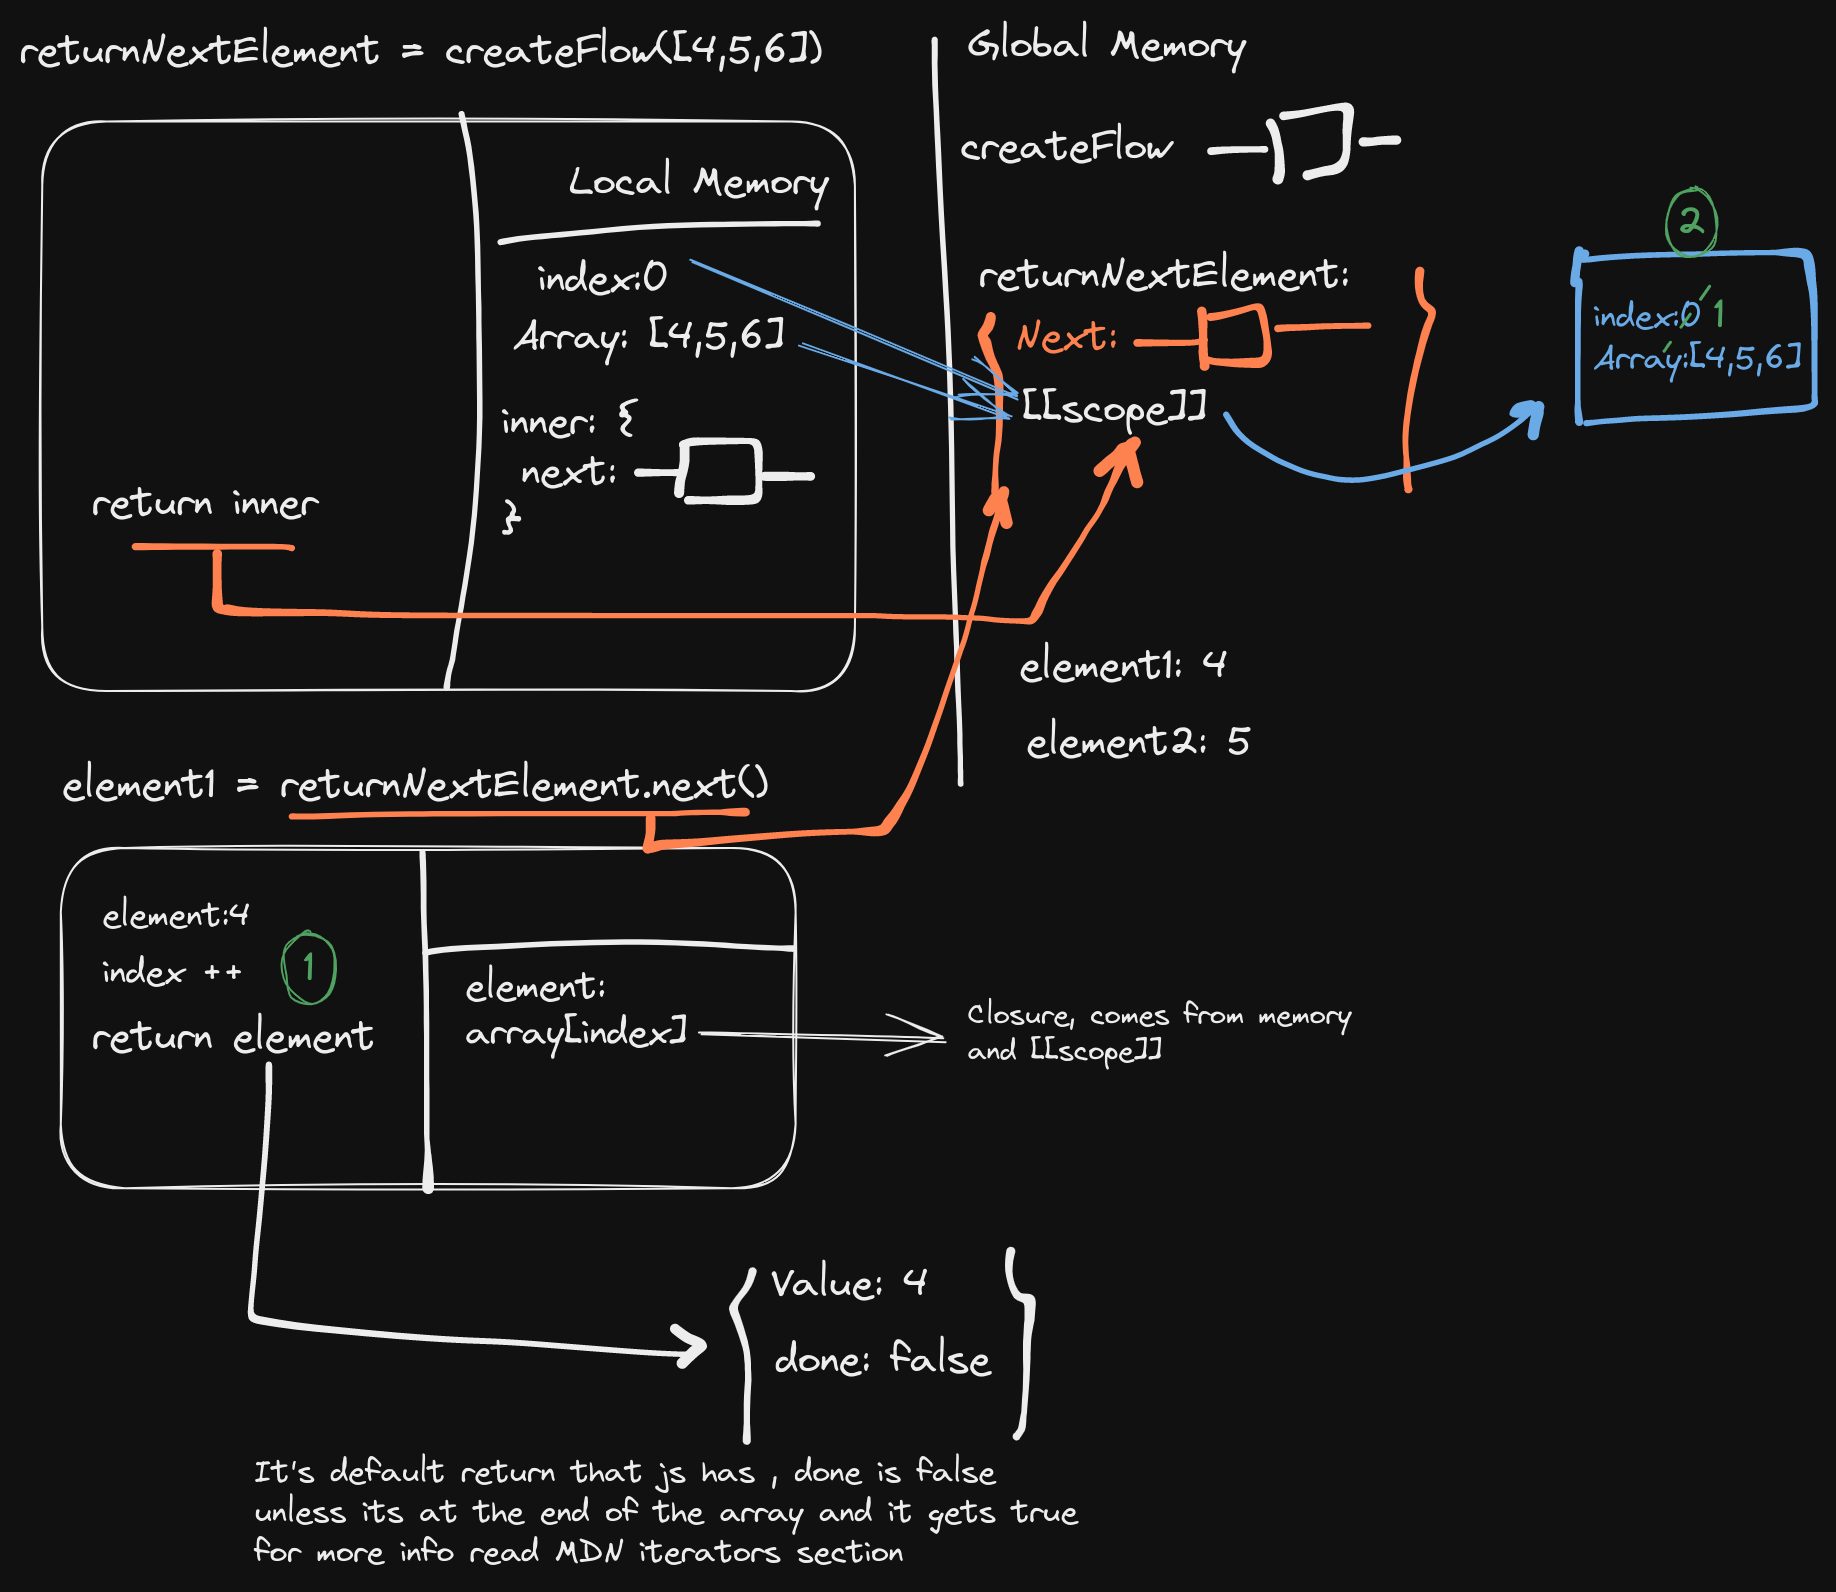 returnNextElement = createFlow([4,5,6])
Local Memory
index:0
Array: [4,5,6]
inner: {
next:
}
return inner
Global Memory
createFlow
returnNextElement:
Next:
[[scope]]
2
index:0 1
Array:[4,5,6]
element1: 4
element2: 5
element1 = returnNextElement.next()
element:4
index ++
1
return element
element:
array[index]
Closure, comes from memory
and [[scope]]
Value: 4
done: false
It's default return that js has , done is false
unless its at the end of the array and it gets true
for more info read MDN iterators section